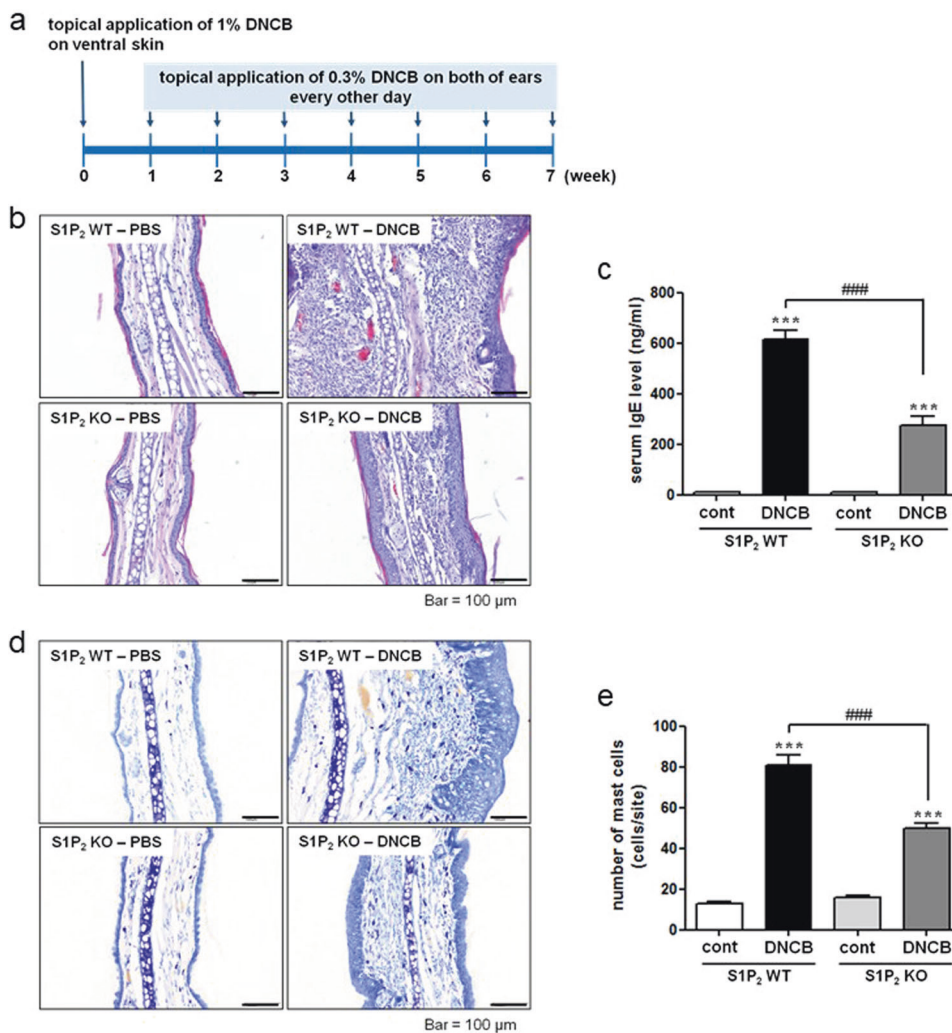 a
topical application of 1% DNCB
on ventral skin
topical application of 0.3% DNCB on both of ears
every other day
0 1 2 3 4 5 6 7 (week)
b
S1P₂ WT – PBS
S1P₂ WT – DNCB
S1P₂ KO – PBS
S1P₂ KO – DNCB
Bar = 100 µm
c
serum IgE level (ng/ml)
800
600
400
200
0
***
###
***
cont DNCB cont DNCB
S1P₂ WT S1P₂ KO
d
S1P₂ WT – PBS
S1P₂ WT – DNCB
S1P₂ KO – PBS
S1P₂ KO – DNCB
Bar = 100 µm
e
number of mast cells
(cells/site)
100
80
60
40
20
0
***
###
***
cont DNCB cont DNCB
S1P₂ WT S1P₂ KO